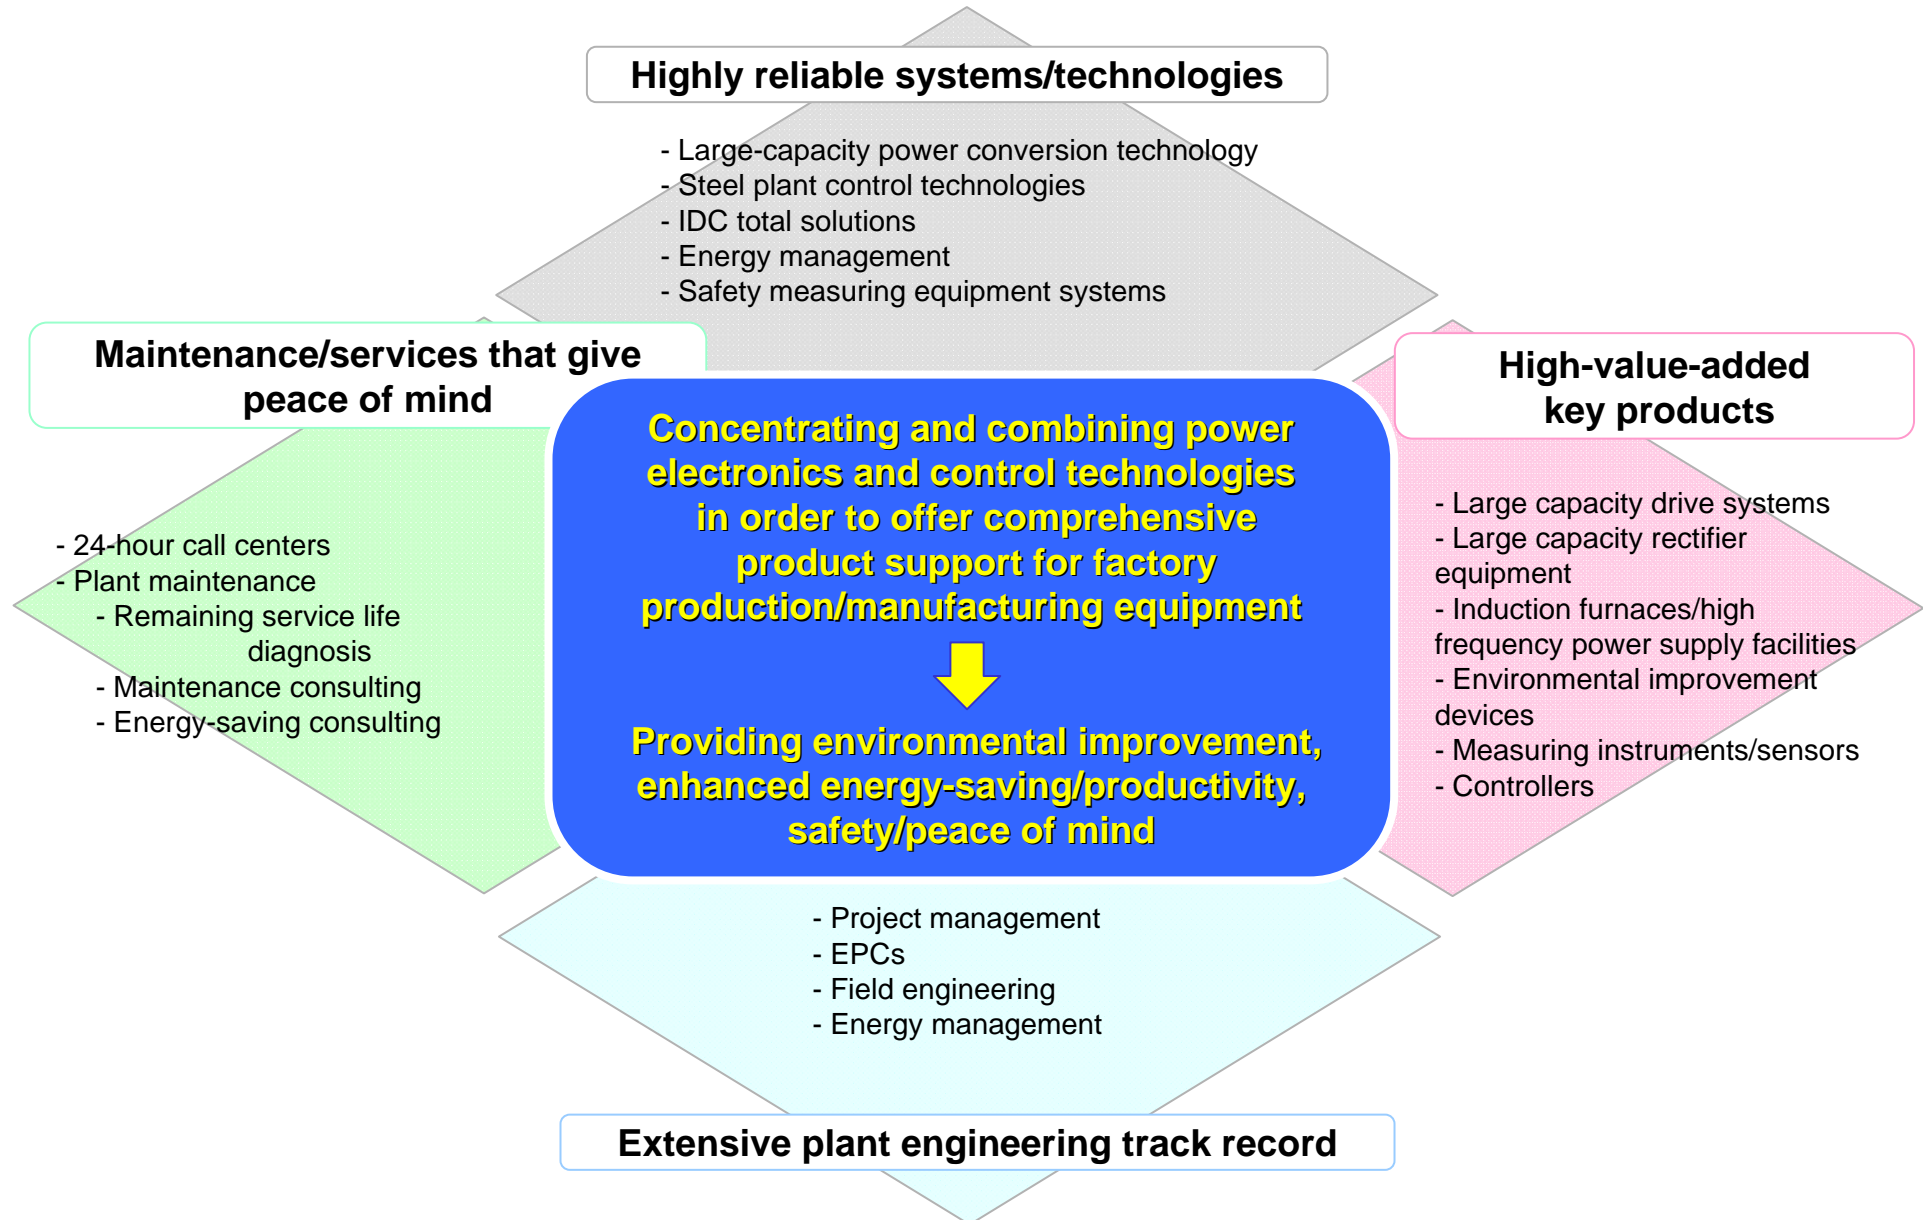 Highly reliable systems/technologies
- Large-capacity power conversion technology
- Steel plant control technologies
- IDC total solutions
- Energy management
- Safety measuring equipment systems
Maintenance/services that give
peace of mind
- 24-hour call centers
- Plant maintenance
- Remaining service life
diagnosis
- Maintenance consulting
- Energy-saving consulting
Concentrating and combining power
electronics and control technologies
in order to offer comprehensive
product support for factory
production/manufacturing equipment
Providing environmental improvement,
enhanced energy-saving/productivity,
safety/peace of mind
High-value-added
key products
- Large capacity drive systems
- Large capacity rectifier
equipment
- Induction furnaces/high
frequency power supply facilities
- Environmental improvement
devices
- Measuring instruments/sensors
- Controllers
- Project management
- EPCs
- Field engineering
- Energy management
Extensive plant engineering track record